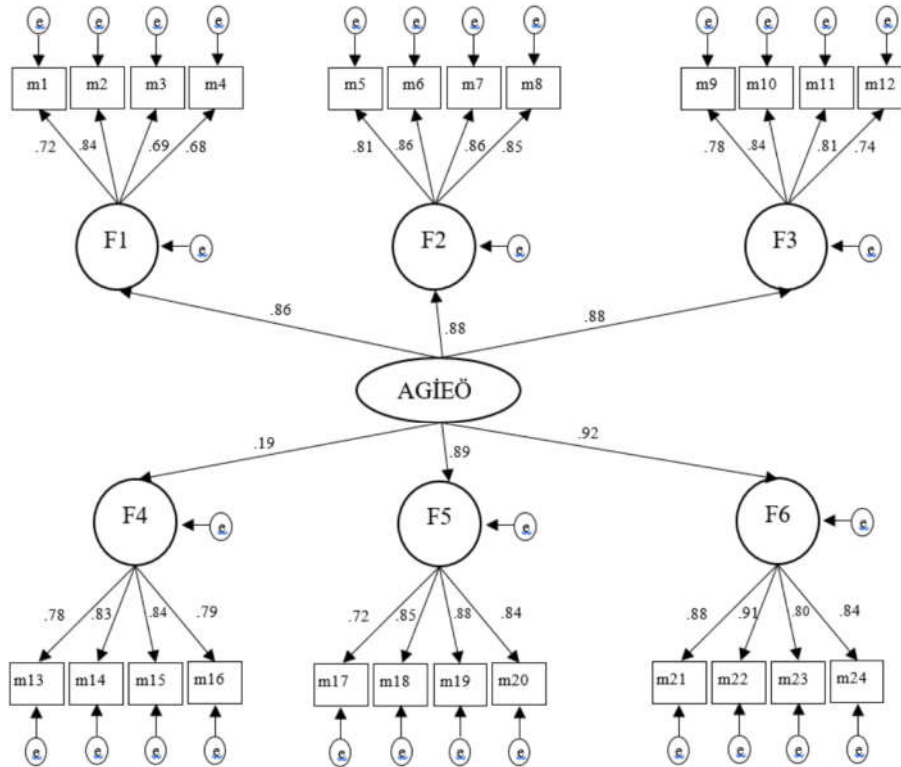 e e e e e e e e e e e e
m1 m2 m3 m4 m5 m6 m7 m8 m9 m10 m11 m12
.72 .84 .69 .68 .81 .86 .86 .85 .78 .84 .81 .74
F1 e F2 e F3 e
.86 .88 .88
AGİEÖ
.19 .89 .92
F4 e F5 e F6 e
.78 .83 .84 .79 .72 .85 .88 .84 .88 .91 .80 .84
m13 m14 m15 m16 m17 m18 m19 m20 m21 m22 m23 m24
e e e e e e e e e e e e